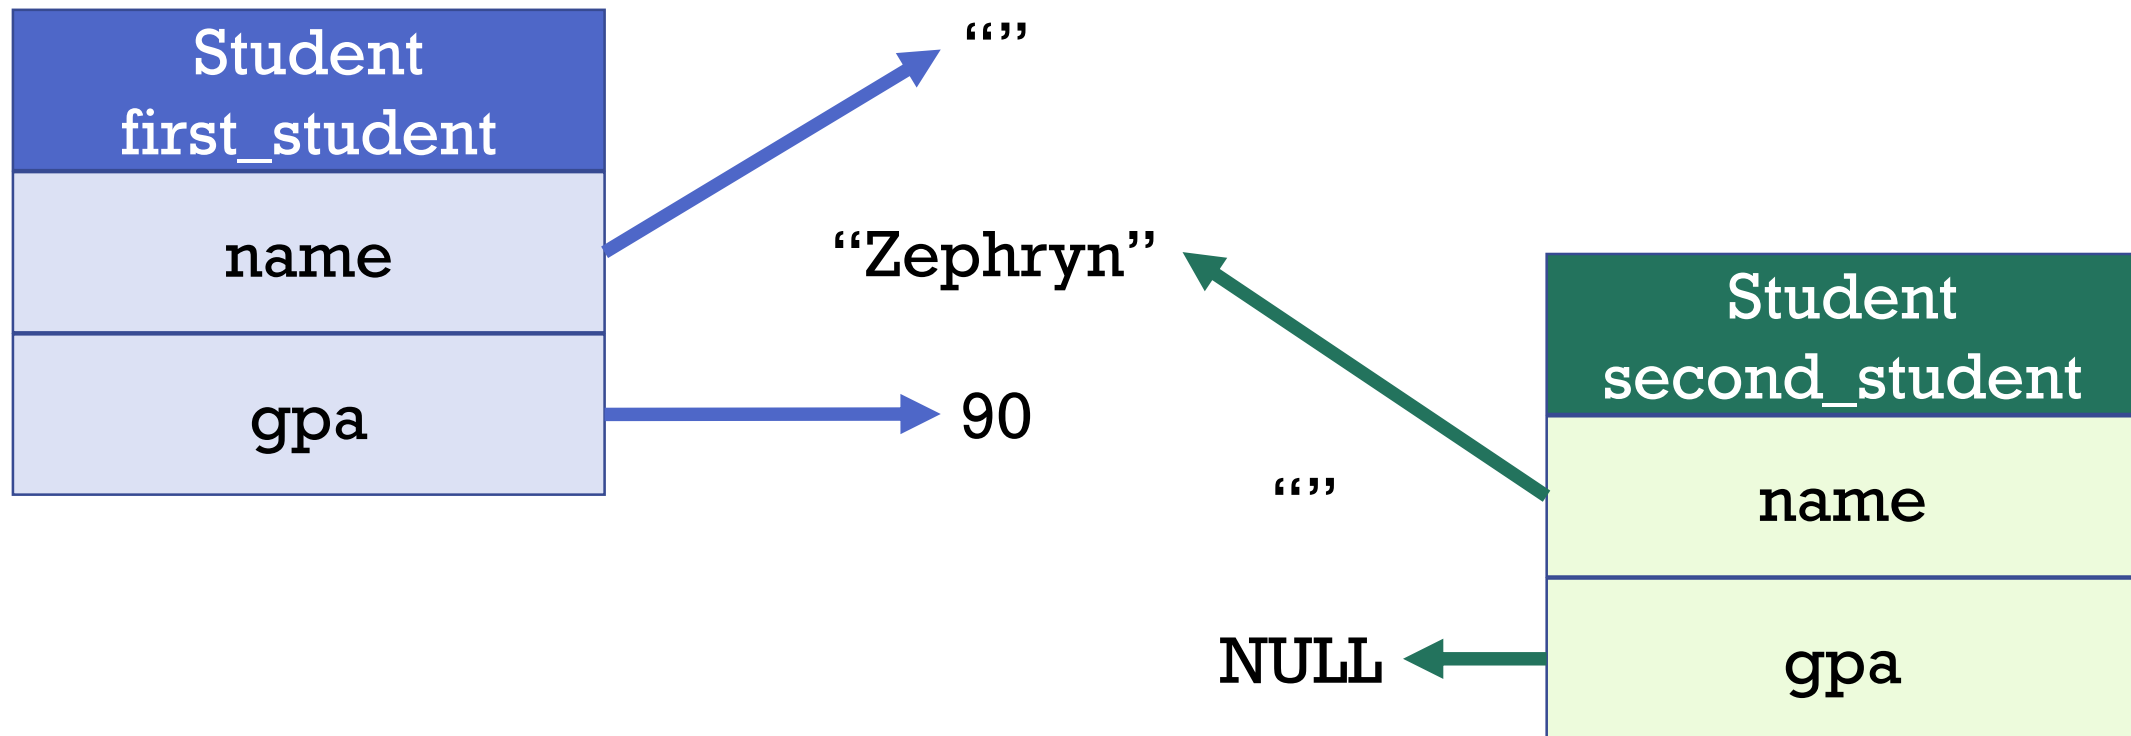 Student
first_student
name
gpa
“”
“Zephryn”
90
“”
NULL
Student
second_student
name
gpa